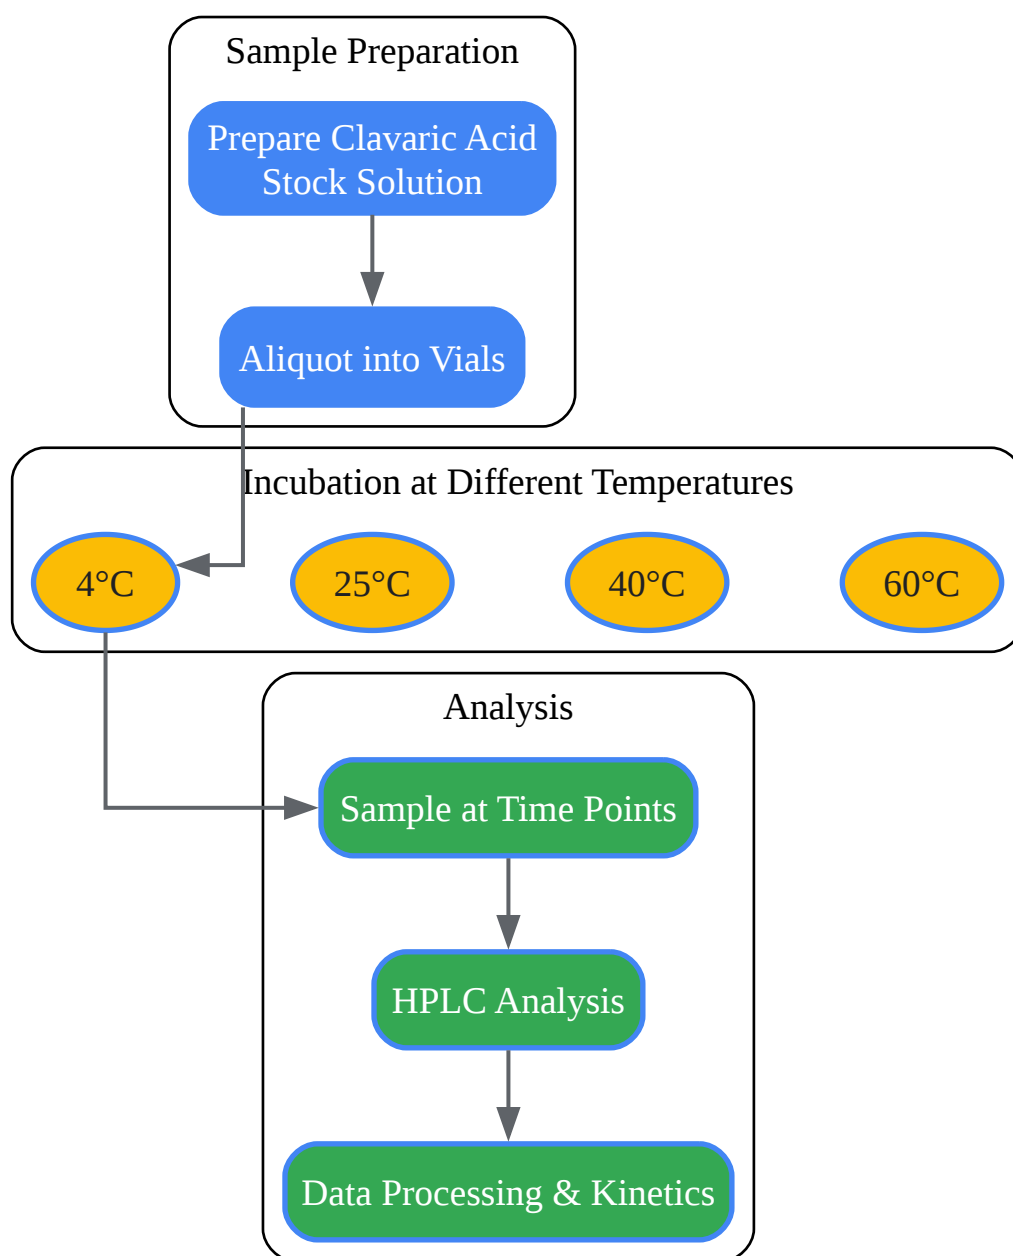 Sample Preparation
Prepare Clavaric Acid
Stock Solution
Aliquot into Vials
Incubation at Different Temperatures
4°C
25°C
40°C
60°C
Analysis
Sample at Time Points
HPLC Analysis
Data Processing & Kinetics